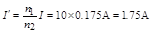 I' = n₁/n₂ I = 10×0.175A = 1.75A